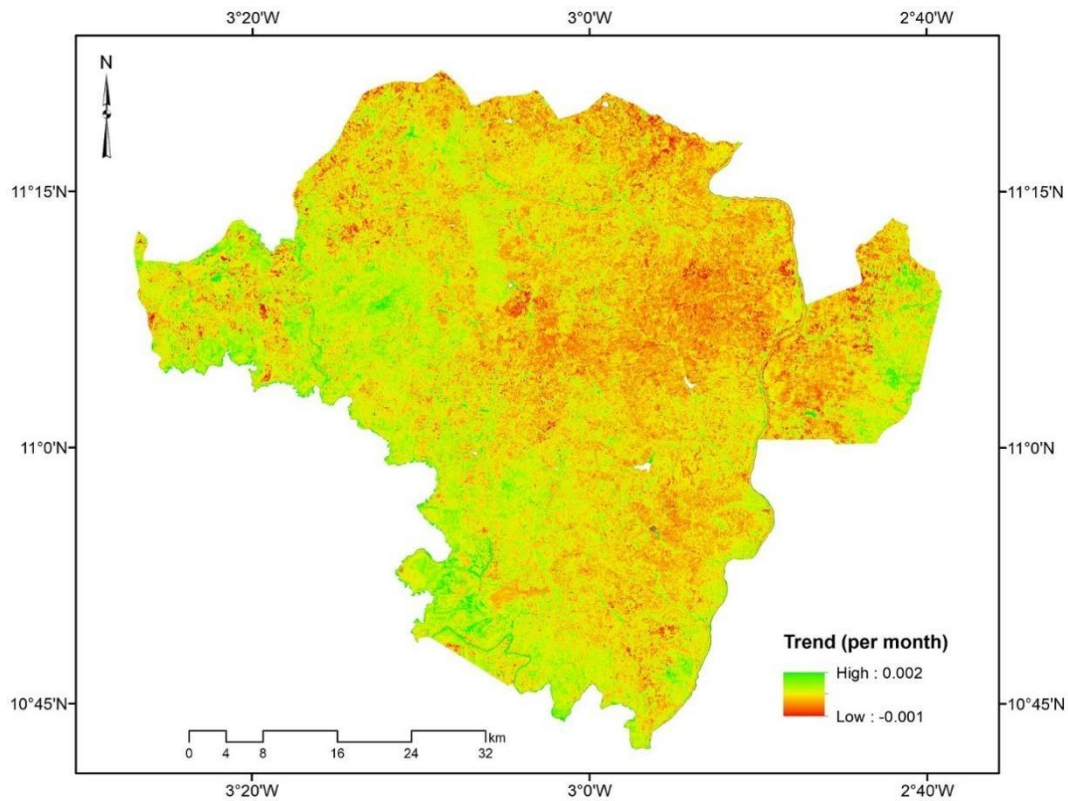 3°20'W 3°0'W 2°40'W
N
11°15'N 11°15'N
11°0'N 11°0'N
Trend (per month)
High : 0.002
Low : -0.001
10°45'N 10°45'N
km
0 4 8 16 24 32
3°20'W 3°0'W 2°40'W